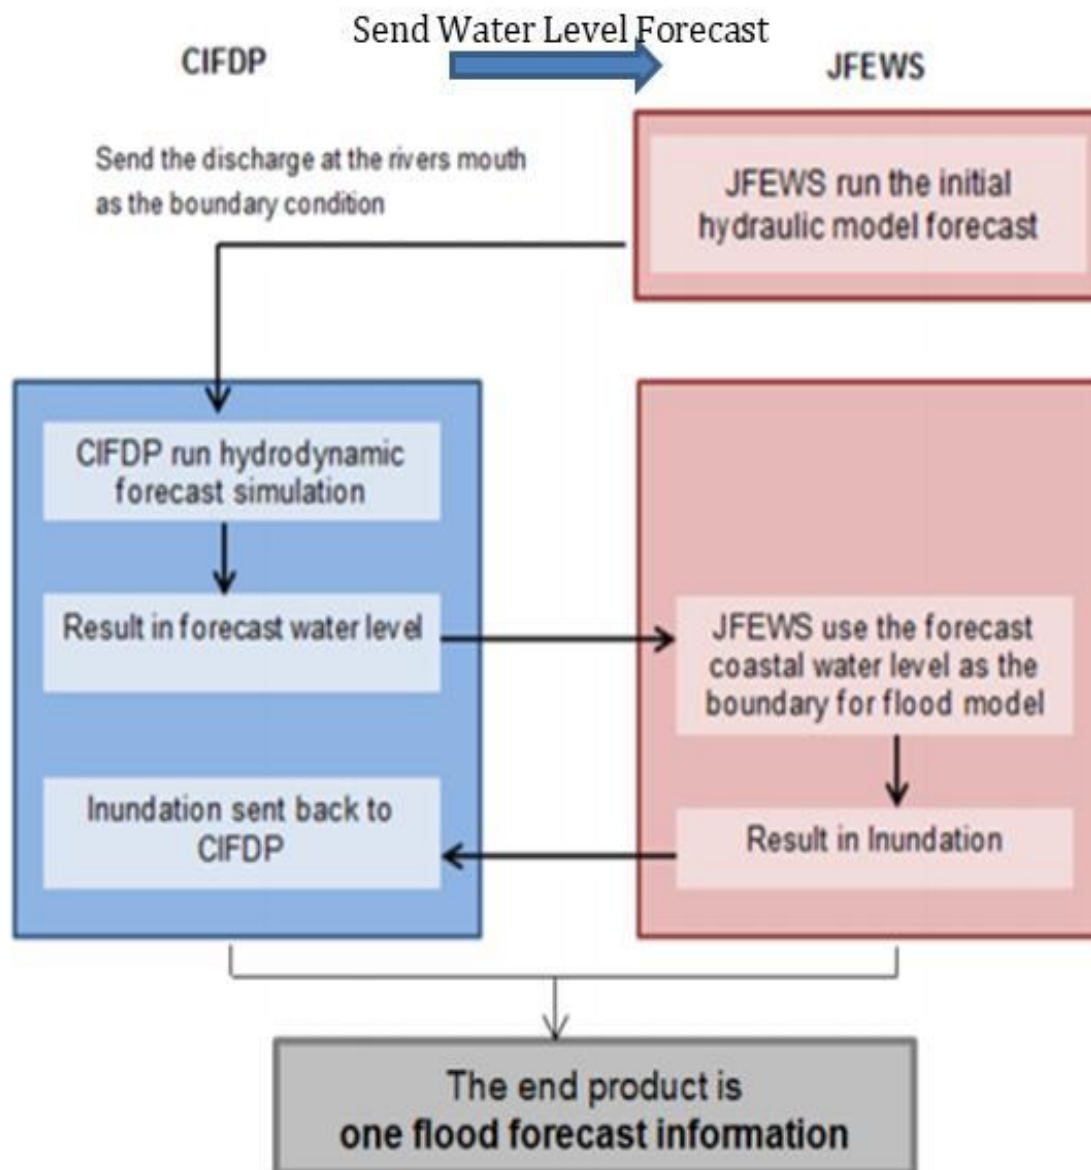 Send Water Level Forecast
CIFDP
JFEWS
Send the discharge at the rivers mouth
as the boundary condition
JFEWS run the initial
hydraulic model forecast
CIFDP run hydrodynamic
forecast simulation
Result in forecast water level
JFEWS use the forecast
coastal water level as the
boundary for flood model
Inundation sent back to
CIFDP
Result in Inundation
The end product is
one flood forecast information